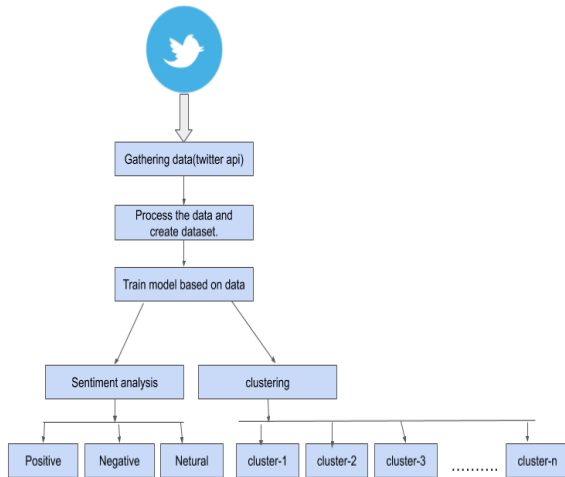 Gathering data(twitter api)
Process the data and
create dataset.
Train model based on data
Sentiment analysis
clustering
Positive
Negative
Netural
cluster-1
cluster-2
cluster-3
..........
cluster-n